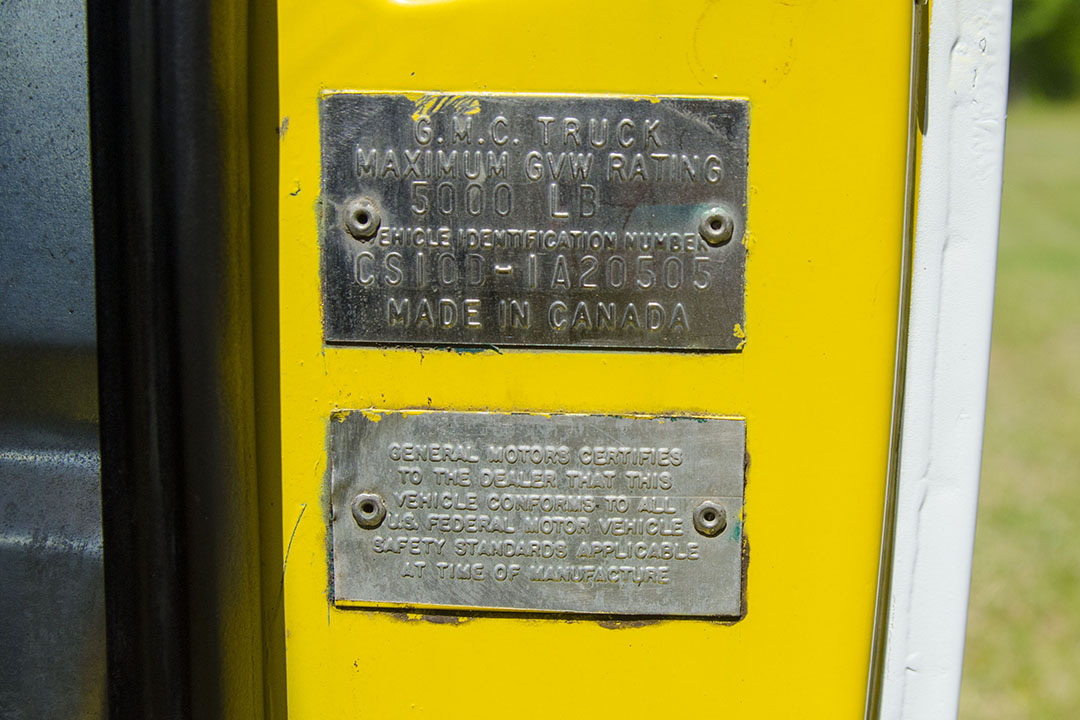 G.M.C. TRUCK
MAXIMUM GVW RATING
5000 LB
VEHICLE IDENTIFICATION NUMBER
CS10D-1A20505
MADE IN CANADA
GENERAL MOTORS CERTIFIES
TO THE DEALER THAT THIS
VEHICLE CONFORMS TO ALL
U.S. FEDERAL MOTOR VEHICLE
SAFETY STANDARDS APPLICABLE
AT TIME OF MANUFACTURE